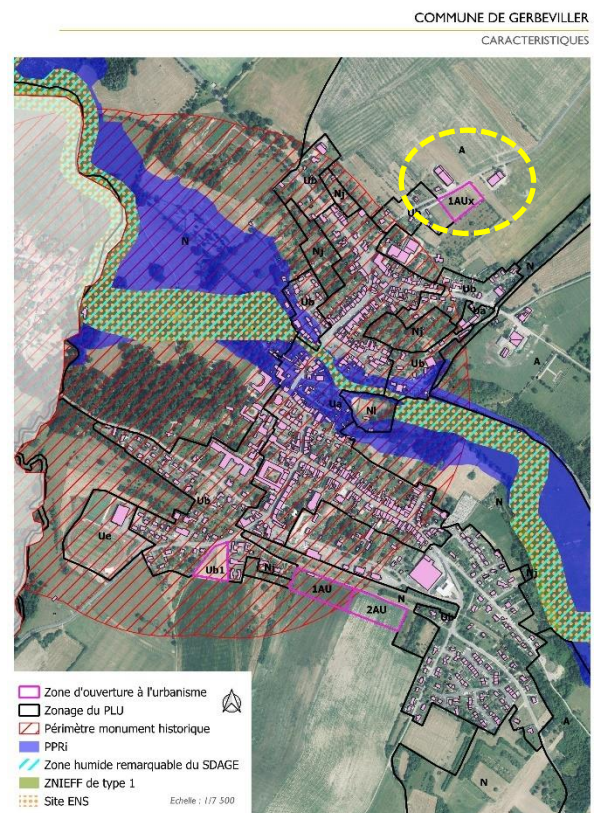 COMMUNE DE GERBEVILLER
CARACTERISTIQUES
A
Ub
Nj
1AUx
N
Nj
N
Ub
Ub
Ua
Nj
A
Ub
Ua
Nl
N
Ub
Nj
Ue
Ub1
Nj
1AU
N
2AU
Ub
A
N
Zone d'ouverture à l'urbanisme
Zonage du PLU
Périmètre monument historique
PPRi
Zone humide remarquable du SDAGE
ZNIEFF de type 1
Site ENS
Echelle : 1/7 500